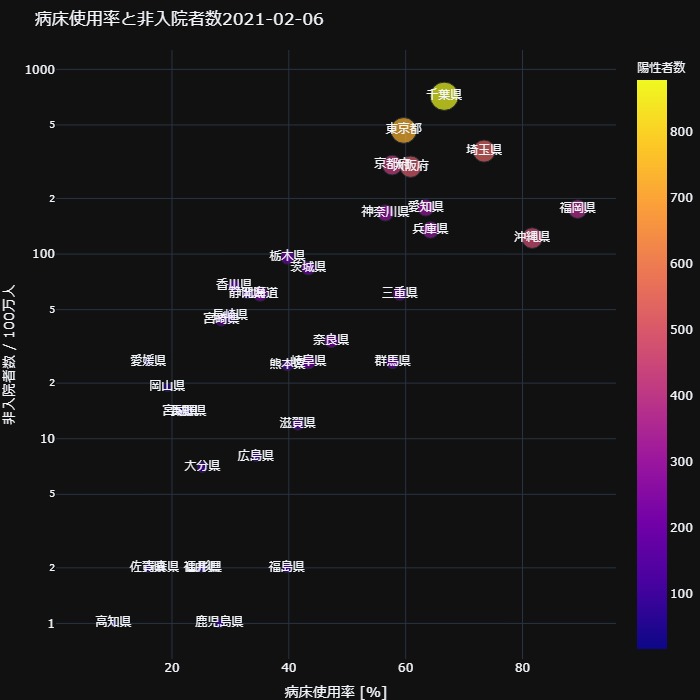 病床使用率と非入院者数2021-02-06
陽性者数
1000
千葉県
800
5
東京都
埼玉県
京都府
大阪府
700
2
愛知県
福岡県
神奈川県
兵庫県
沖縄県
600
100
栃木県
茨城県
香川県
三重県
5
長崎県
宮崎県
500
奈良県
愛媛県
熊本県
岐阜県
群馬県
400
2
岡山県
滋賀県
10
広島県
大分県
300
5
200
2
福島県
100
1
高知県
鹿児島県
20
40
60
80
非入院者数 / 100万人
病床使用率 [%]